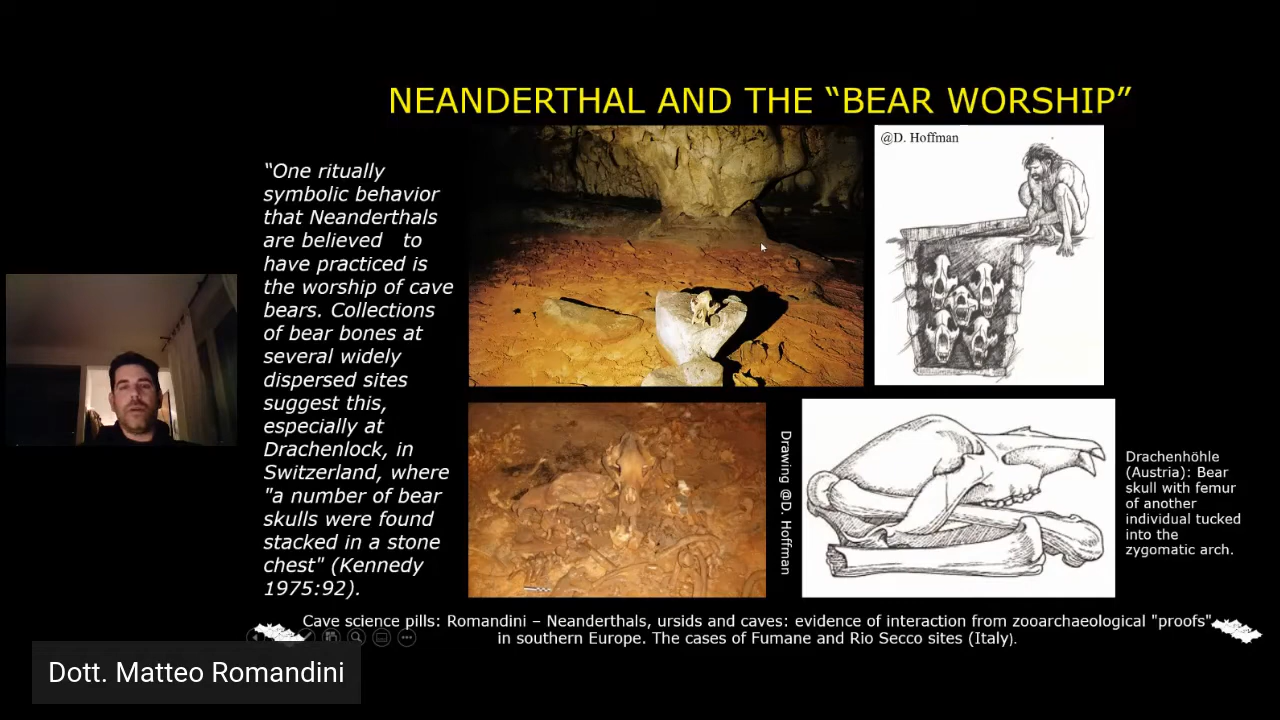 NEANDERTHAL AND THE “BEAR WORSHIP”
“One ritually
symbolic behavior
that Neanderthals
are believed to
have practiced is
the worship of cave
bears. Collections
of bear bones at
several widely
dispersed sites
suggest this,
especially at
Drachenlock, in
Switzerland, where
"a number of bear
skulls were found
stacked in a stone
chest" (Kennedy
1975:92).
@D. Hoffman
Drawing @D. Hoffman
Drachenhöhle
(Austria): Bear
skull with femur
of another
individual tucked
into the
zygomatic arch.
Cave science pills: Romandini – Neanderthals, ursids and caves: evidence of interaction from zooarchaeological "proofs"
in southern Europe. The cases of Fumane and Rio Secco sites (Italy).
Dott. Matteo Romandini